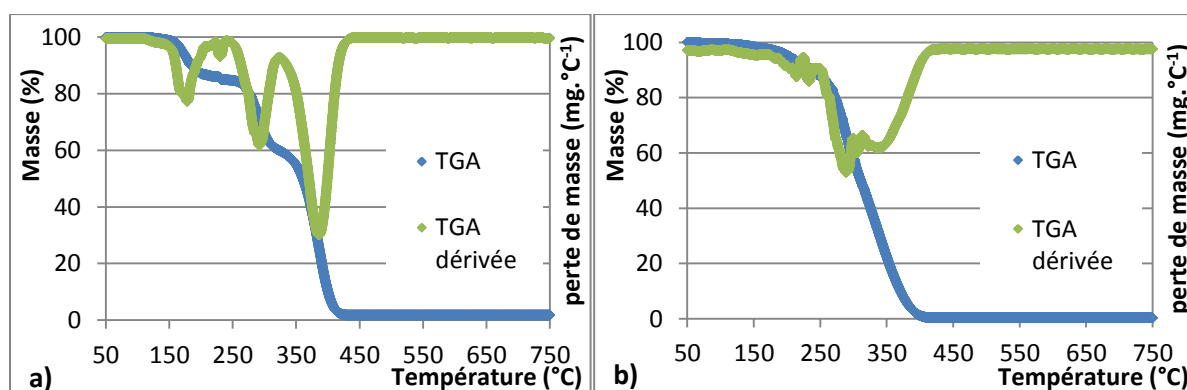 Masse (%)
100
80
60
40
20
0
50 150 250 350 450 550 650 750
Température (°C)
perte de masse (mg.°C⁻¹)
TGA
TGA
dérivée
a)
Masse (%)
100
80
60
40
20
0
50 150 250 350 450 550 650 750
Température (°C)
perte de masse (mg.°C⁻¹)
TGA
TGA
dérivée
b)